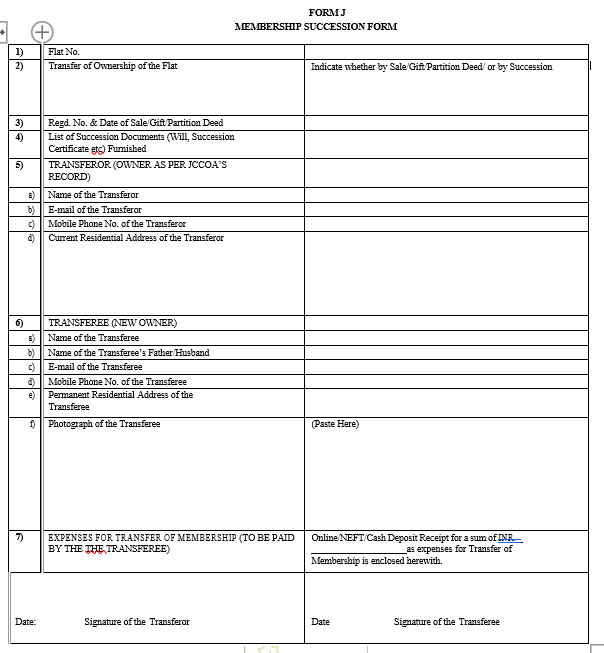 FORM J
MEMBERSHIP SUCCESSION FORM
1) Flat No.
2) Transfer of Ownership of the Flat Indicate whether by Sale/Gift/Partition Deed/ or by Succession
3) Regd. No. & Date of Sale/Gift/Partition Deed
4) List of Succession Documents (Will, Succession
Certificate etc) Furnished
5) TRANSFEROR (OWNER AS PER JCCOA'S
RECORD)
a) Name of the Transferor
b) E-mail of the Transferor
c) Mobile Phone No. of the Transferor
d) Current Residential Address of the Transferor
6) TRANSFEREE (NEW OWNER)
a) Name of the Transferee
b) Name of the Transferee's Father/Husband
c) E-mail of the Transferee
d) Mobile Phone No. of the Transferee
e) Permanent Residential Address of the
Transferee
f) Photograph of the Transferee (Paste Here)
7) EXPENSES FOR TRANSFER OF MEMBERSHIP (TO BE PAID Online/NEFT/Cash Deposit Receipt for a sum of INR
BY THE THE TRANSFEREE) ____________________as expenses for Transfer of
Membership is enclosed herewith.
Date: Signature of the Transferor Date Signature of the Transferee